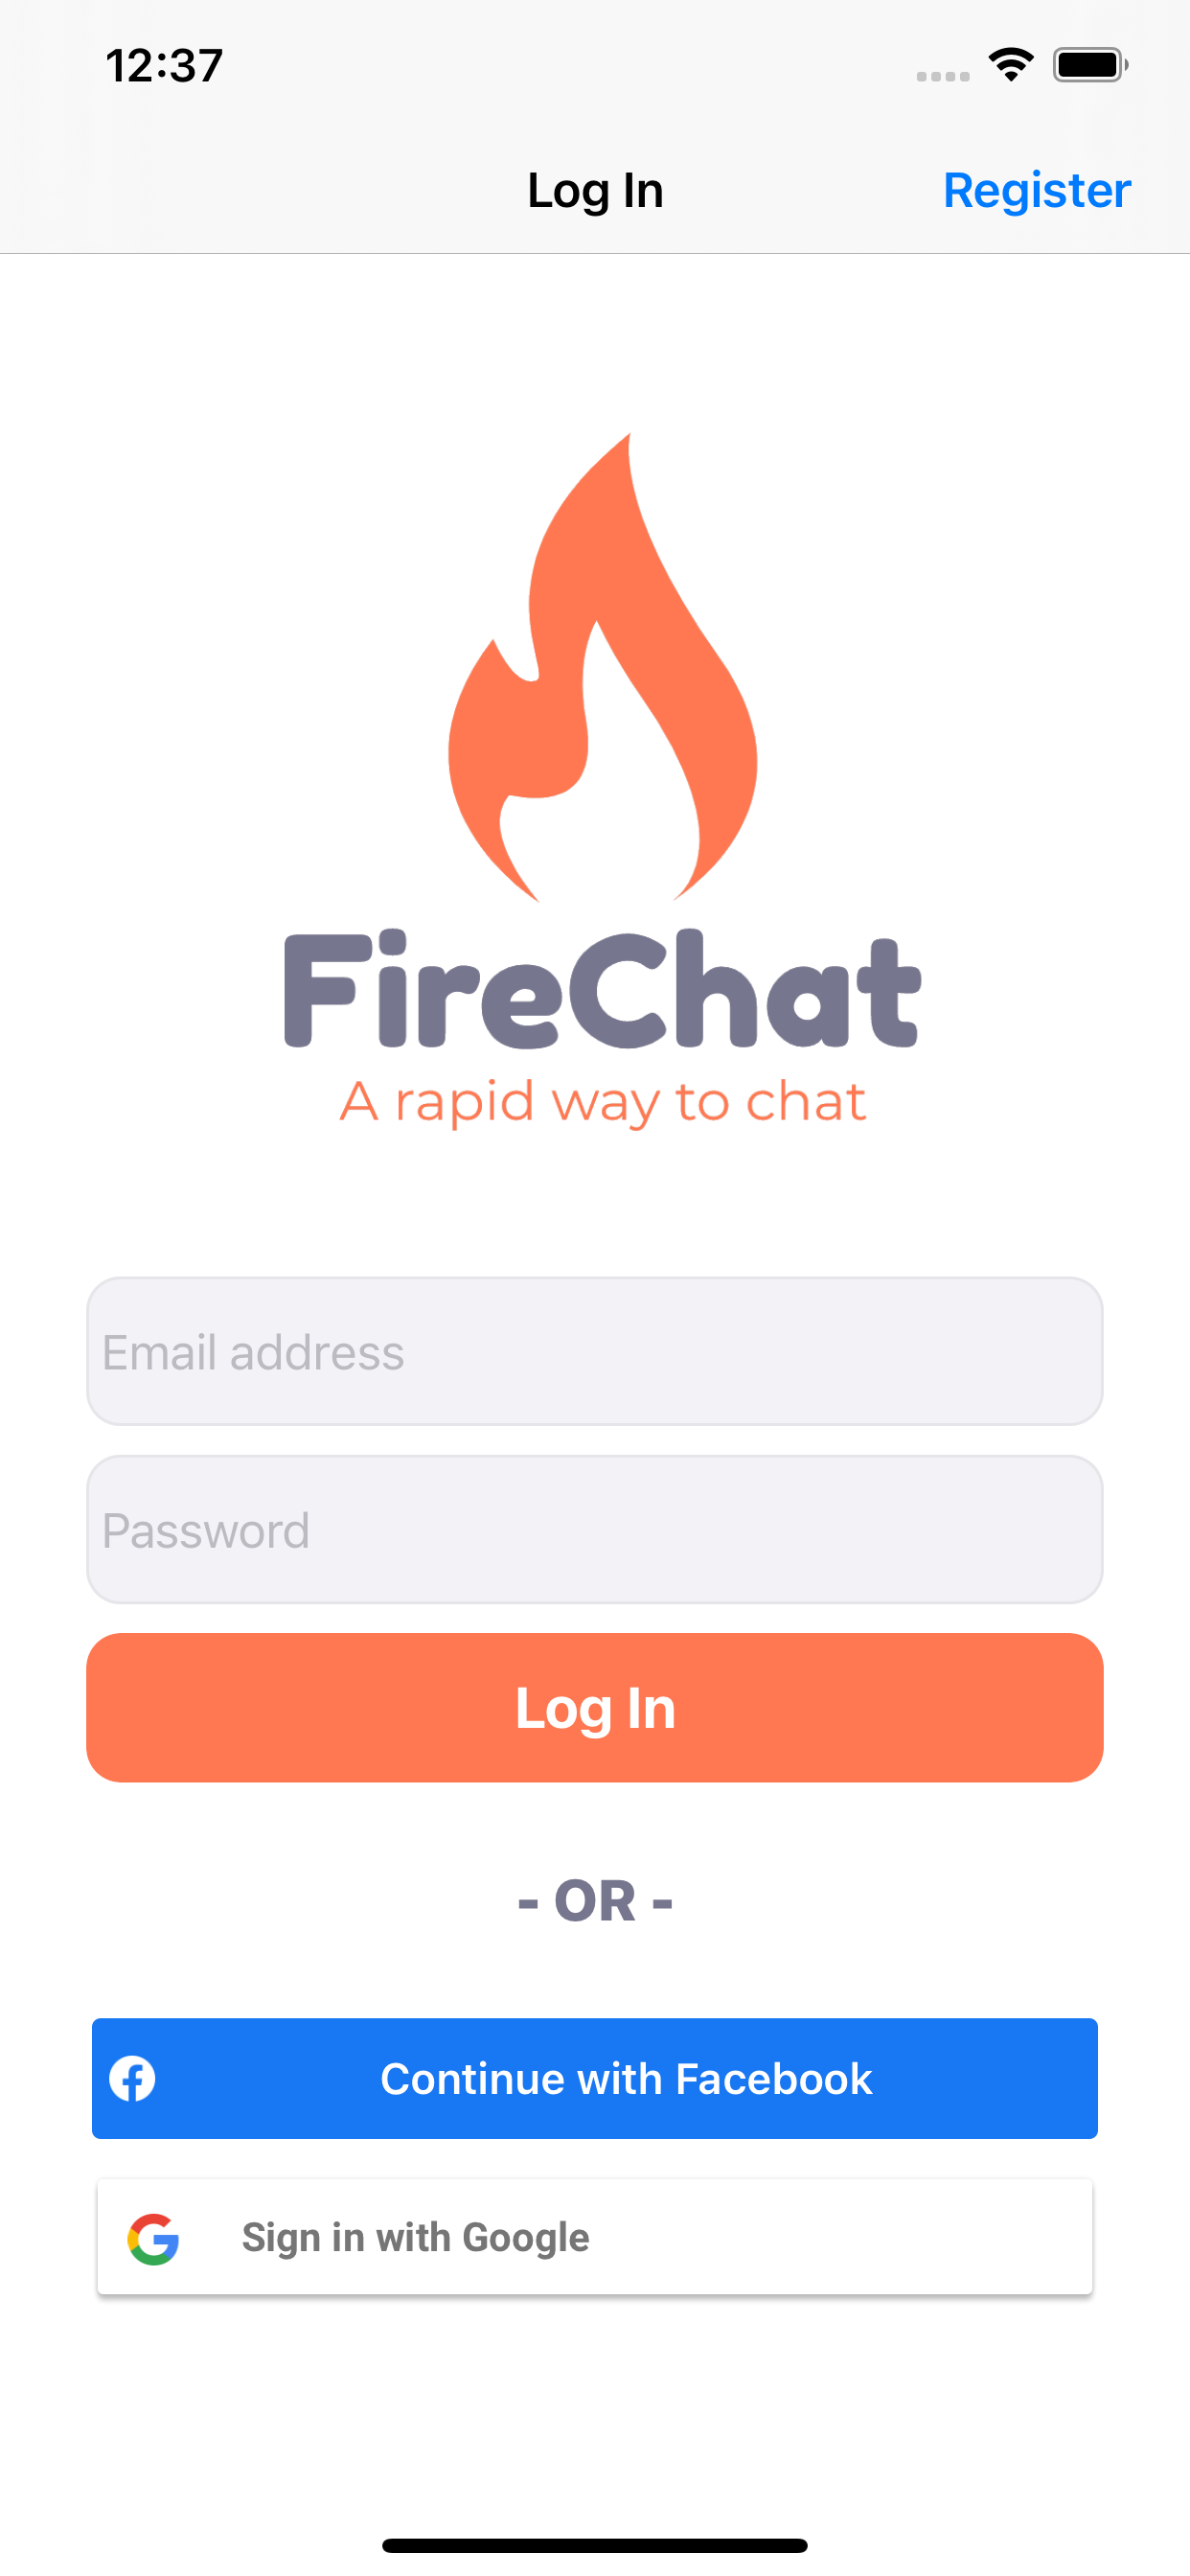 12:37
Log In Register
FireChat
A rapid way to chat
Email address
Password
Log In
- OR -
Continue with Facebook
Sign in with Google